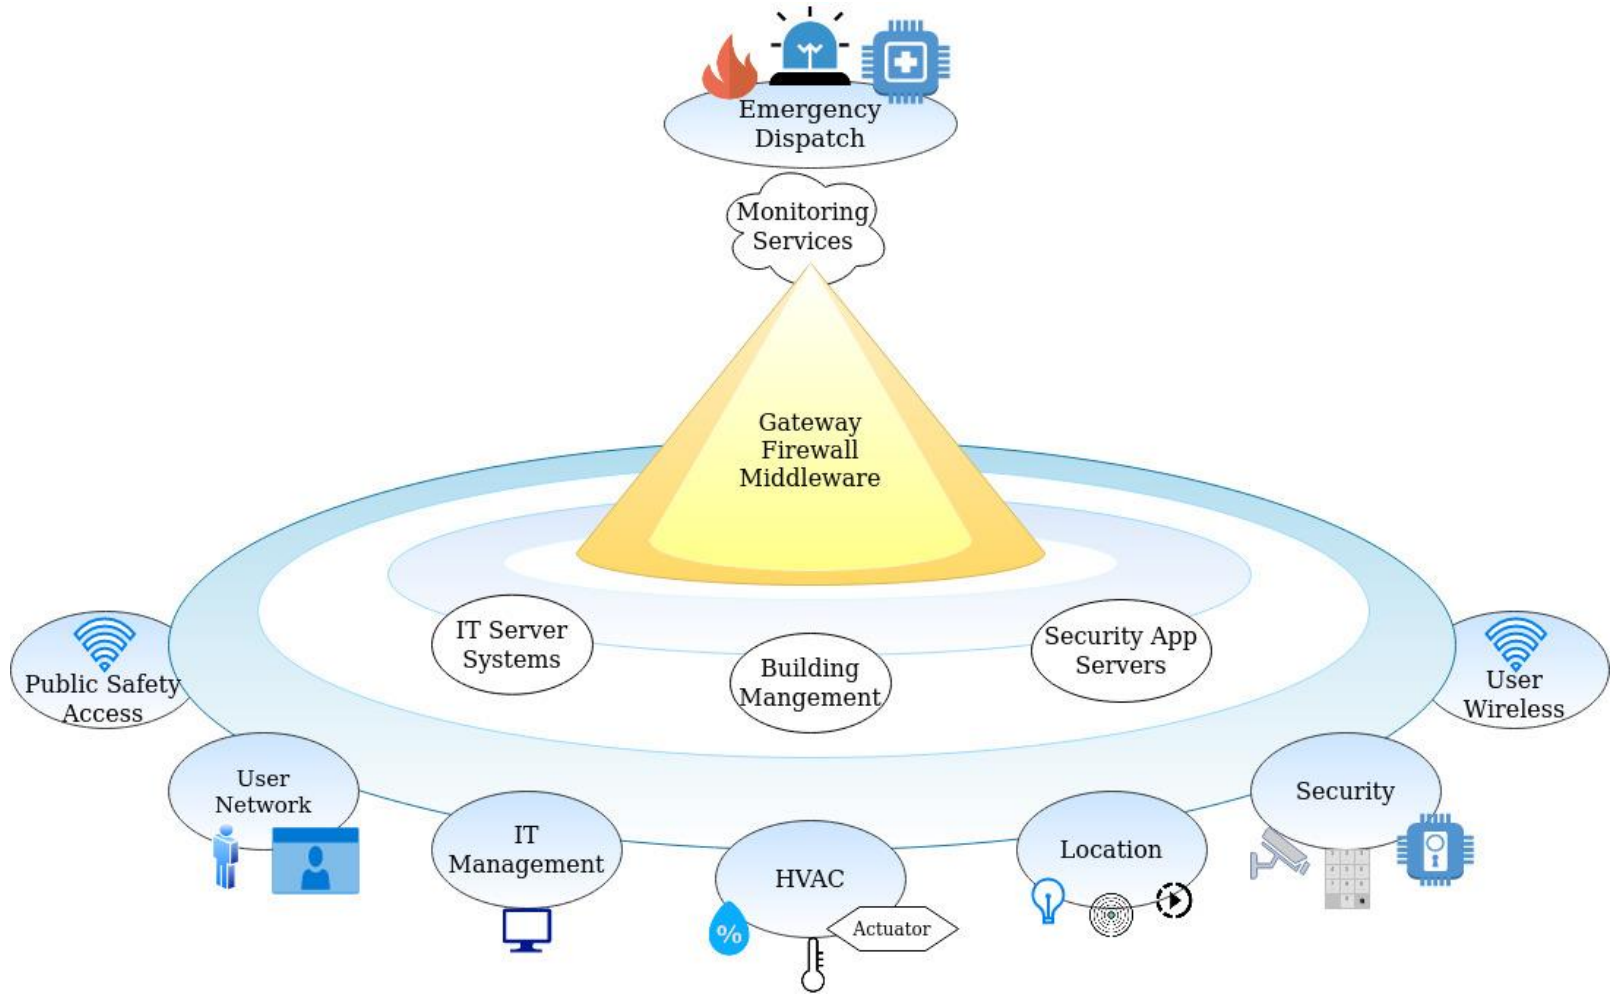 Emergency
Dispatch
Monitoring
Services
Gateway
Firewall
Middleware
IT Server
Systems
Building
Mangement
Security App
Servers
Public Safety
Access
User
Wireless
User
Network
IT
Management
HVAC
Location
Security
%
Actuator